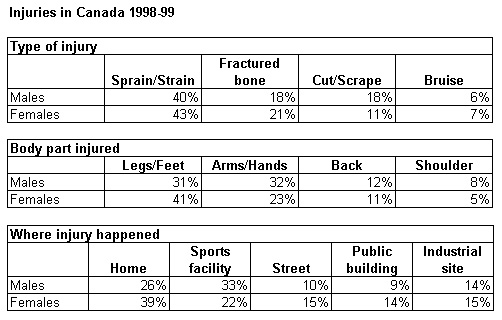 Injuries in Canada 1998-99
Type of injury
Sprain/Strain Fractured bone Cut/Scrape Bruise
Males 40% 18% 18% 6%
Females 43% 21% 11% 7%
Body part injured
Legs/Feet Arms/Hands Back Shoulder
Males 31% 32% 12% 8%
Females 41% 23% 11% 5%
Where injury happened
Home Sports facility Street Public building Industrial site
Males 26% 33% 10% 9% 14%
Females 39% 22% 15% 14% 15%